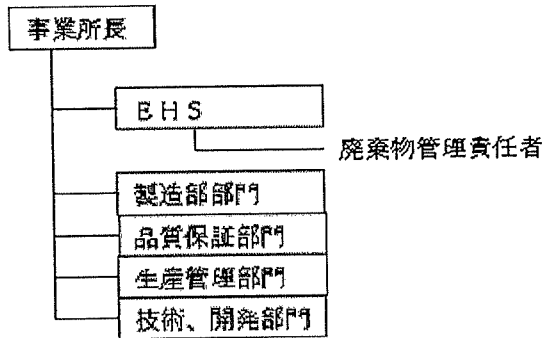 事業所長
EHS
廃棄物管理責任者
製造部部門
品質保証部門
生産管理部門
技術、開発部門